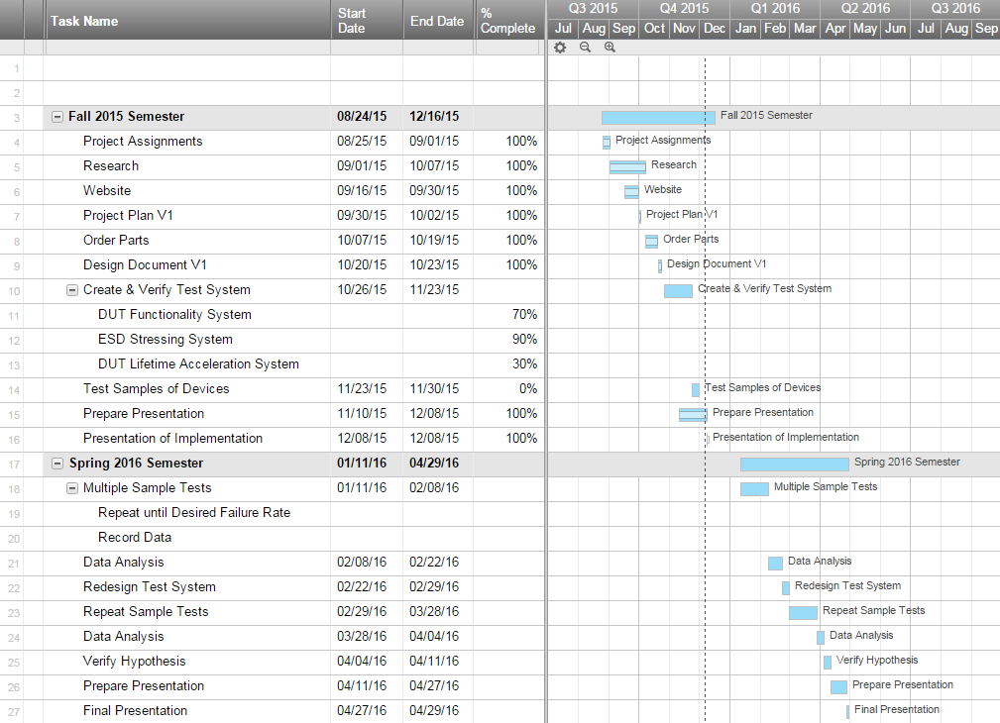 Task Name Start Date End Date % Complete Q3 2015 Q4 2015 Q1 2016 Q2 2016 Q3 2016
Jul Aug Sep Oct Nov Dec Jan Feb Mar Apr May Jun Jul Aug Sep
1
2
3 Fall 2015 Semester 08/24/15 12/16/15 Fall 2015 Semester
4 Project Assignments 08/25/15 09/01/15 100% Project Assignments
5 Research 09/01/15 10/07/15 100% Research
6 Website 09/16/15 09/30/15 100% Website
7 Project Plan V1 09/30/15 10/02/15 100% Project Plan V1
8 Order Parts 10/07/15 10/19/15 100% Order Parts
9 Design Document V1 10/20/15 10/23/15 100% Design Document V1
10 Create & Verify Test System 10/26/15 11/23/15 Create & Verify Test System
11 DUT Functionality System 70%
12 ESD Stressing System 90%
13 DUT Lifetime Acceleration System 30%
14 Test Samples of Devices 11/23/15 11/30/15 0% Test Samples of Devices
15 Prepare Presentation 11/10/15 12/08/15 100% Prepare Presentation
16 Presentation of Implementation 12/08/15 12/08/15 100% Presentation of Implementation
17 Spring 2016 Semester 01/11/16 04/29/16 Spring 2016 Semester
18 Multiple Sample Tests 01/11/16 02/08/16 Multiple Sample Tests
19 Repeat until Desired Failure Rate
20 Record Data
21 Data Analysis 02/08/16 02/22/16 Data Analysis
22 Redesign Test System 02/22/16 02/29/16 Redesign Test System
23 Repeat Sample Tests 02/29/16 03/28/16 Repeat Sample Tests
24 Data Analysis 03/28/16 04/04/16 Data Analysis
25 Verify Hypothesis 04/04/16 04/11/16 Verify Hypothesis
26 Prepare Presentation 04/11/16 04/27/16 Prepare Presentation
27 Final Presentation 04/27/16 04/29/16 Final Presentation